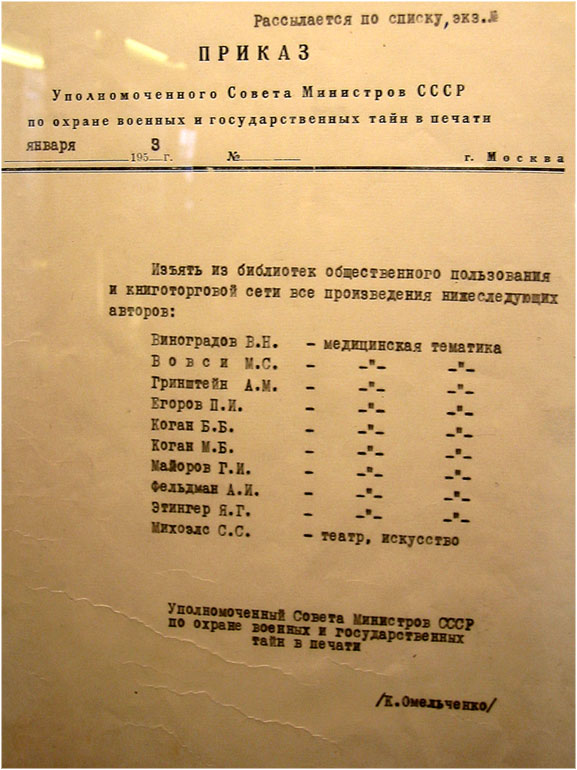 Рассылается по списку, экз.№
ПРИКАЗ
Уполномоченного Совета Министров СССР
по охране военных и государственных тайн в печати
января 3 195 г. № г. Москва
Изъять из библиотек общественного пользования
и книготорговой сети все произведения нижеследующих
авторов:
Виноградов В.Н. - медицинская тематика
Вовси М.С. - -"- -"-
Гринштейн А.М. - -"- -"-
Егоров П.И. - -"- -"-
Коган Б.Б. - -"- -"-
Коган М.Б. - -"- -"-
Майоров Г.И. - -"- -"-
Фельдман А.И. - -"- -"-
Этингер Я.Г. - -"- -"-
Михоэлс С.С. - театр, искусство
Уполномоченный Совета Министров СССР
по охране военных и государственных
тайн в печати
/К.Омельченко/